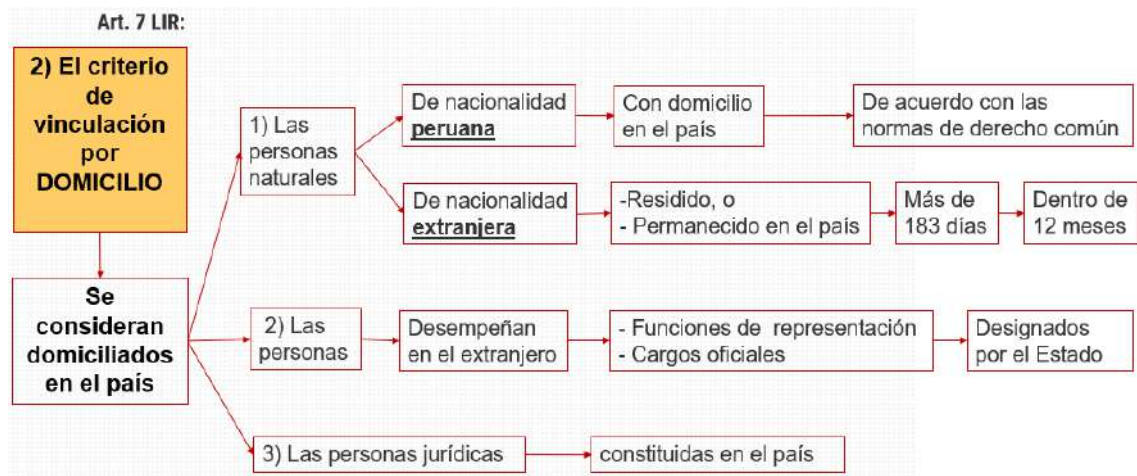 Art. 7 LIR:
2) El criterio
de
vinculación
por
DOMICILIO
Se
consideran
domiciliados
en el país
1) Las
personas
naturales
De nacionalidad
peruana
Con domicilio
en el país
De acuerdo con las
normas de derecho común
De nacionalidad
extranjera
-Residido, o
- Permanecido en el país
Más de
183 días
Dentro de
12 meses
2) Las
personas
Desempeñan
en el extranjero
- Funciones de representación
- Cargos oficiales
Designados
por el Estado
3) Las personas jurídicas
constituidas en el país